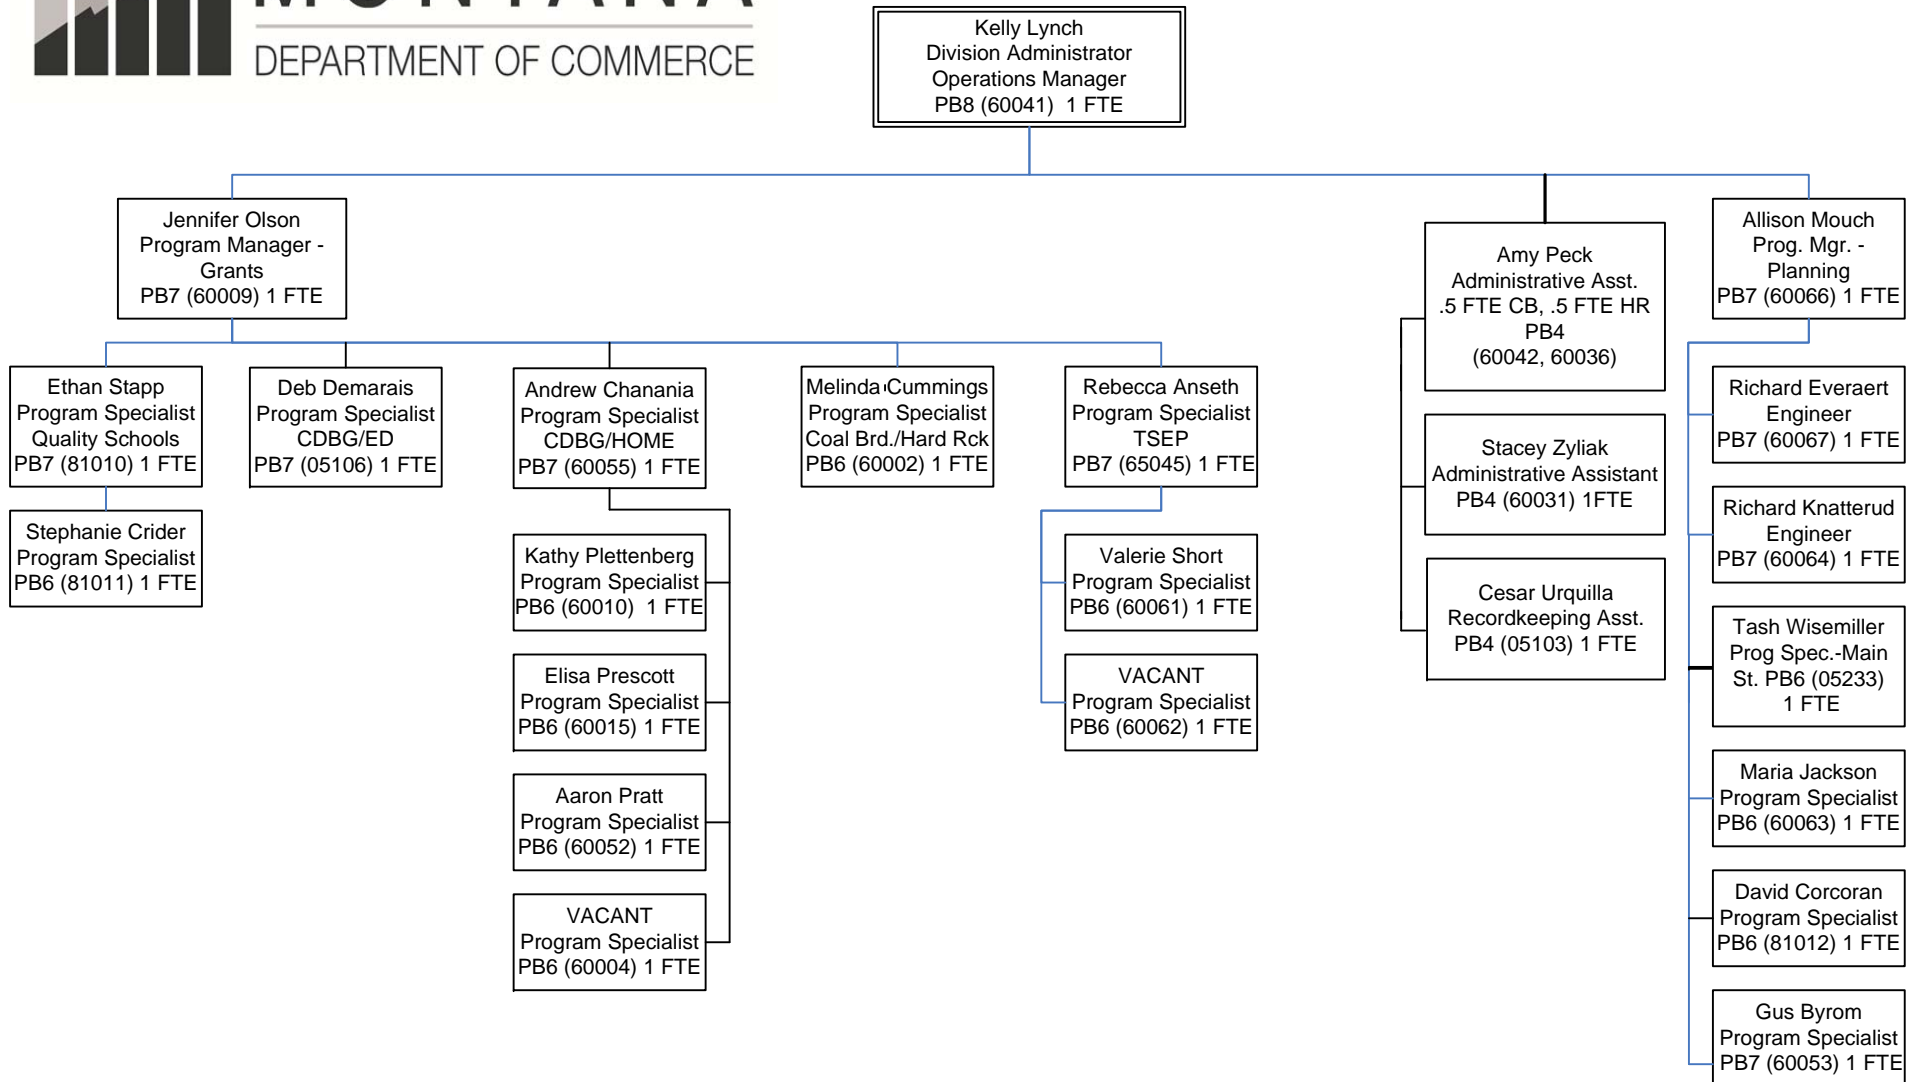 MONTANA
DEPARTMENT OF COMMERCE
Kelly Lynch
Division Administrator
Operations Manager
PB8 (60041) 1 FTE
Jennifer Olson
Program Manager -
Grants
PB7 (60009) 1 FTE
Amy Peck
Administrative Asst.
.5 FTE CB, .5 FTE HR
PB4
(60042, 60036)
Allison Mouch
Prog. Mgr. -
Planning
PB7 (60066) 1 FTE
Ethan Stapp
Program Specialist
Quality Schools
PB7 (81010) 1 FTE
Deb Demarais
Program Specialist
CDBG/ED
PB7 (05106) 1 FTE
Andrew Chanania
Program Specialist
CDBG/HOME
PB7 (60055) 1 FTE
Melinda Cummings
Program Specialist
Coal Brd./Hard Rck
PB6 (60002) 1 FTE
Rebecca Anseth
Program Specialist
TSEP
PB7 (65045) 1 FTE
Stephanie Crider
Program Specialist
PB6 (81011) 1 FTE
Kathy Plettenberg
Program Specialist
PB6 (60010) 1 FTE
Elisa Prescott
Program Specialist
PB6 (60015) 1 FTE
Aaron Pratt
Program Specialist
PB6 (60052) 1 FTE
VACANT
Program Specialist
PB6 (60004) 1 FTE
Valerie Short
Program Specialist
PB6 (60061) 1 FTE
VACANT
Program Specialist
PB6 (60062) 1 FTE
Stacey Zyliak
Administrative Assistant
PB4 (60031) 1FTE
Cesar Urquilla
Recordkeeping Asst.
PB4 (05103) 1 FTE
Richard Everaert
Engineer
PB7 (60067) 1 FTE
Richard Knatterud
Engineer
PB7 (60064) 1 FTE
Tash Wisemiller
Prog Spec.-Main
St. PB6 (05233)
1 FTE
Maria Jackson
Program Specialist
PB6 (60063) 1 FTE
David Corcoran
Program Specialist
PB6 (81012) 1 FTE
Gus Byrom
Program Specialist
PB7 (60053) 1 FTE